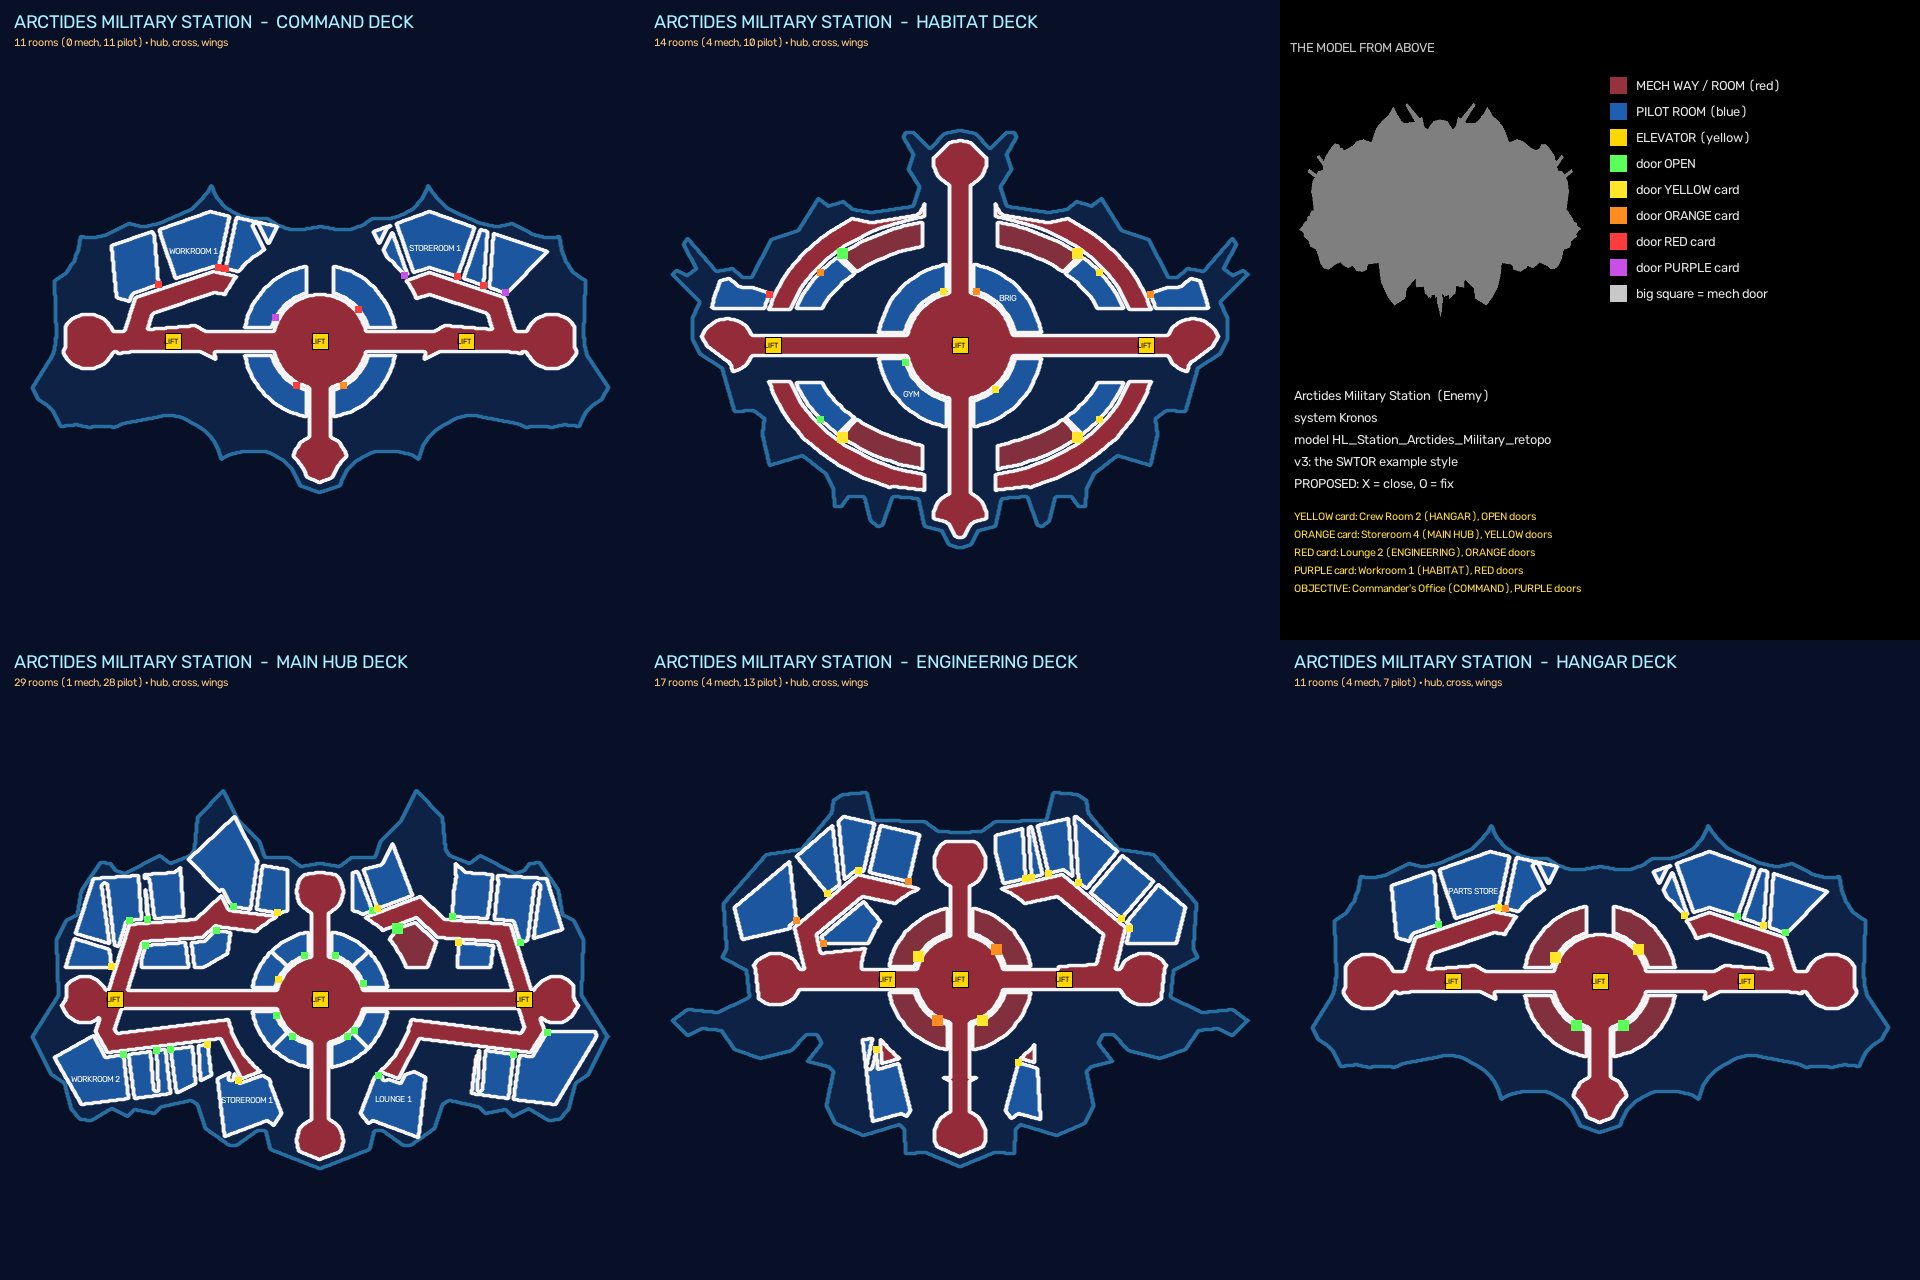 ARCTIDES MILITARY STATION - COMMAND DECK
11 rooms (0 mech, 11 pilot) • hub, cross, wings
WORKROOM 1
STOREROOM 1
LIFT
LIFT
LIFT
ARCTIDES MILITARY STATION - HABITAT DECK
14 rooms (4 mech, 10 pilot) • hub, cross, wings
BRIG
LIFT
LIFT
LIFT
GYM
THE MODEL FROM ABOVE
MECH WAY / ROOM (red)
PILOT ROOM (blue)
ELEVATOR (yellow)
door OPEN
door YELLOW card
door ORANGE card
door RED card
door PURPLE card
big square = mech door
Arctides Military Station (Enemy)
system Kronos
model HL_Station_Arctides_Military_retopo
v3: the SWTOR example style
PROPOSED: X = close, O = fix
YELLOW card: Crew Room 2 (HANGAR), OPEN doors
ORANGE card: Storeroom 4 (MAIN HUB), YELLOW doors
RED card: Lounge 2 (ENGINEERING), ORANGE doors
PURPLE card: Workroom 1 (HABITAT), RED doors
OBJECTIVE: Commander's Office (COMMAND), PURPLE doors
ARCTIDES MILITARY STATION - MAIN HUB DECK
29 rooms (1 mech, 28 pilot) • hub, cross, wings
LIFT
LIFT
LIFT
WORKROOM 2
STOREROOM 1
LOUNGE 1
ARCTIDES MILITARY STATION - ENGINEERING DECK
17 rooms (4 mech, 13 pilot) • hub, cross, wings
LIFT
LIFT
LIFT
ARCTIDES MILITARY STATION - HANGAR DECK
11 rooms (4 mech, 7 pilot) • hub, cross, wings
PARTS STORE
LIFT
LIFT
LIFT